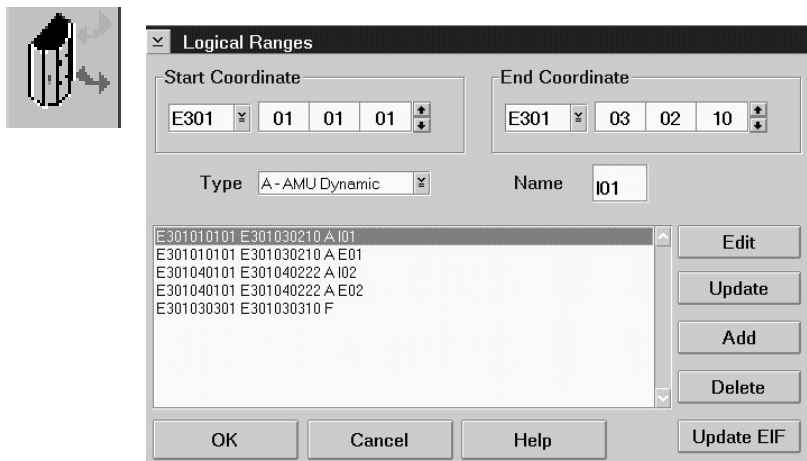 Logical Ranges
Start Coordinate
End Coordinate
E301 01 01 01
E301 03 02 10
Type A - AMU Dynamic
Name I01
E301010101 E301030210 A I01
E301010101 E301030210 A E01
E301040101 E301040222 A I02
E301040101 E301040222 A E02
E301030301 E301030310 F
Edit
Update
Add
Delete
Update EIF
OK
Cancel
Help